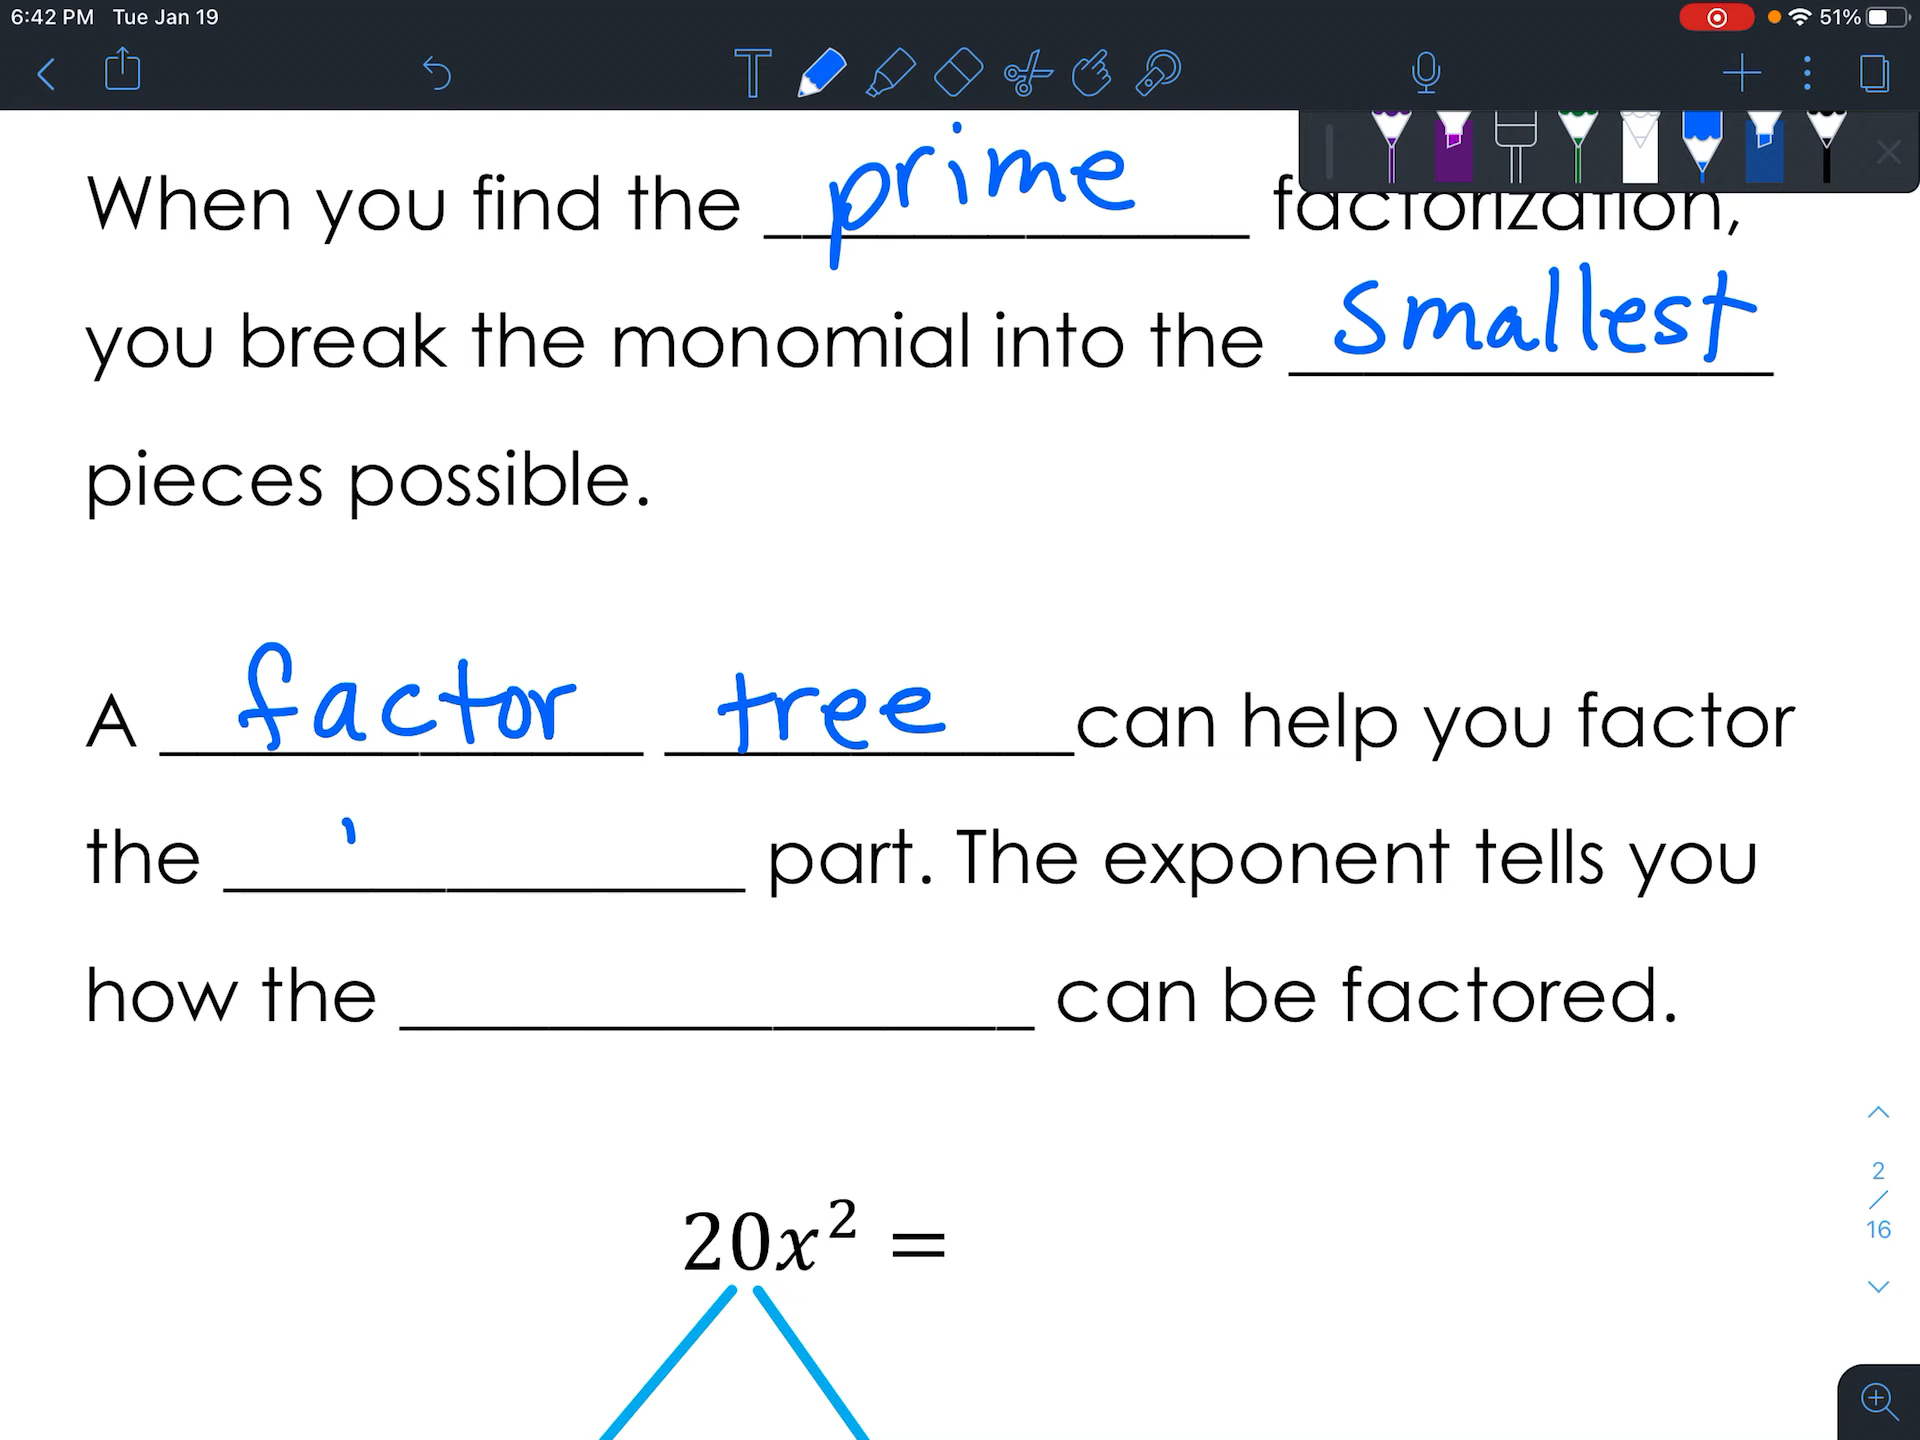 6:42 PM Tue Jan 19 51%
When you find the prime factorization,
you break the monomial into the smallest
pieces possible.
A factor tree can help you factor
the ______________ part. The exponent tells you
how the _________________ can be factored.
2
/
16
20x² =